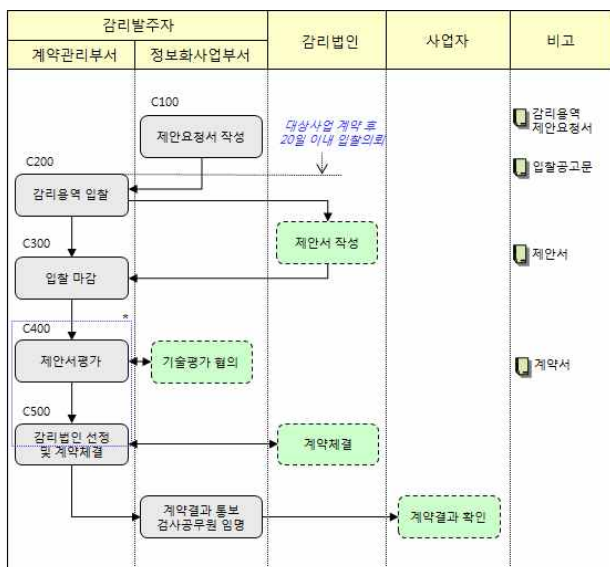 감리발주자
감리법인
사업자
비고
계약관리부서
정보화사업부서
C100
제안요청서 작성
대상사업 계약 후
20일 이내 입찰의뢰
감리용역
제안요청서
C200
감리용역 입찰
입찰공고문
제안서 작성
C300
입찰 마감
제안서
*
C400
제안서평가
기술평가 협의
계약서
C500
감리법인 선정
및 계약체결
계약체결
계약결과 통보
검사공무원 임명
계약결과 확인